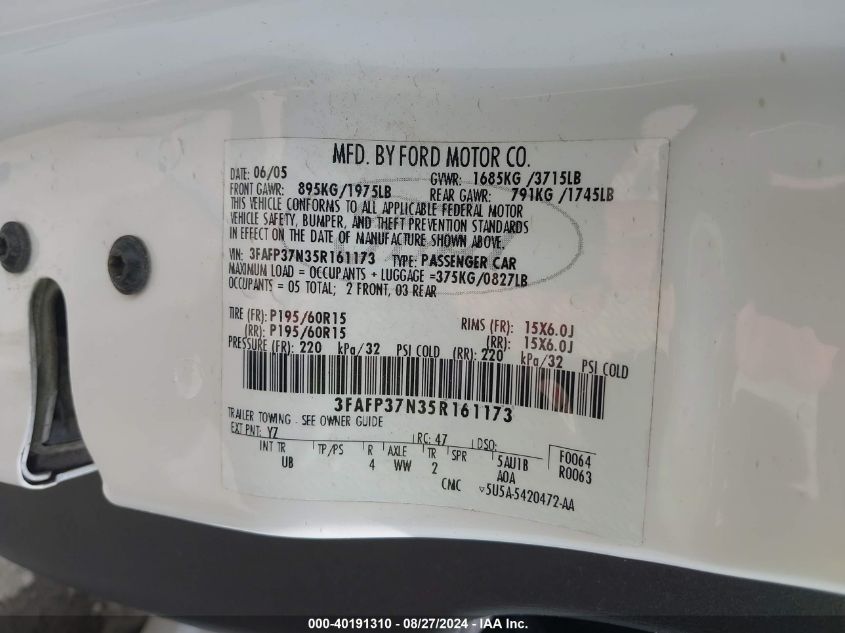 MFD. BY FORD MOTOR CO.
DATE: 06/05 GVWR: 1685KG /3715LB
FRONT GAWR: 895KG/1975LB REAR GAWR: 791KG /1745LB
THIS VEHICLE CONFORMS TO ALL APPLICABLE FEDERAL MOTOR
VEHICLE SAFETY, BUMPER, AND THEFT PREVENTION STANDARDS
IN EFFECT ON THE DATE OF MANUFACTURE SHOWN ABOVE.
VIN: 3FAFP37N35R161173 TYPE: PASSENGER CAR
MAXIMUM LOAD = OCCUPANTS + LUGGAGE =375KG/0827LB
OCCUPANTS: 05 TOTAL; 2 FRONT, 03 REAR
TIRE (FR): P195/60R15 RIMS (FR): 15X6.0J
(RR): P195/60R15 (RR): 15X6.0J
PRESSURE (FR): 220 kPa/32 PSI COLD (RR): 220 kPa/32 PSI COLD
3FAFP37N35R161173
TRAILER TOWING - SEE OWNER GUIDE
EXT PNT: YZ RC: 47 DSO:
INT TR TP/PS R AXLE TR SPR 5AU1B F0064
UB 4 WW 2 AOA R0063
CMC ▽5U5A-5420472-AA
000-40191310 - 08/27/2024 - IAA Inc.